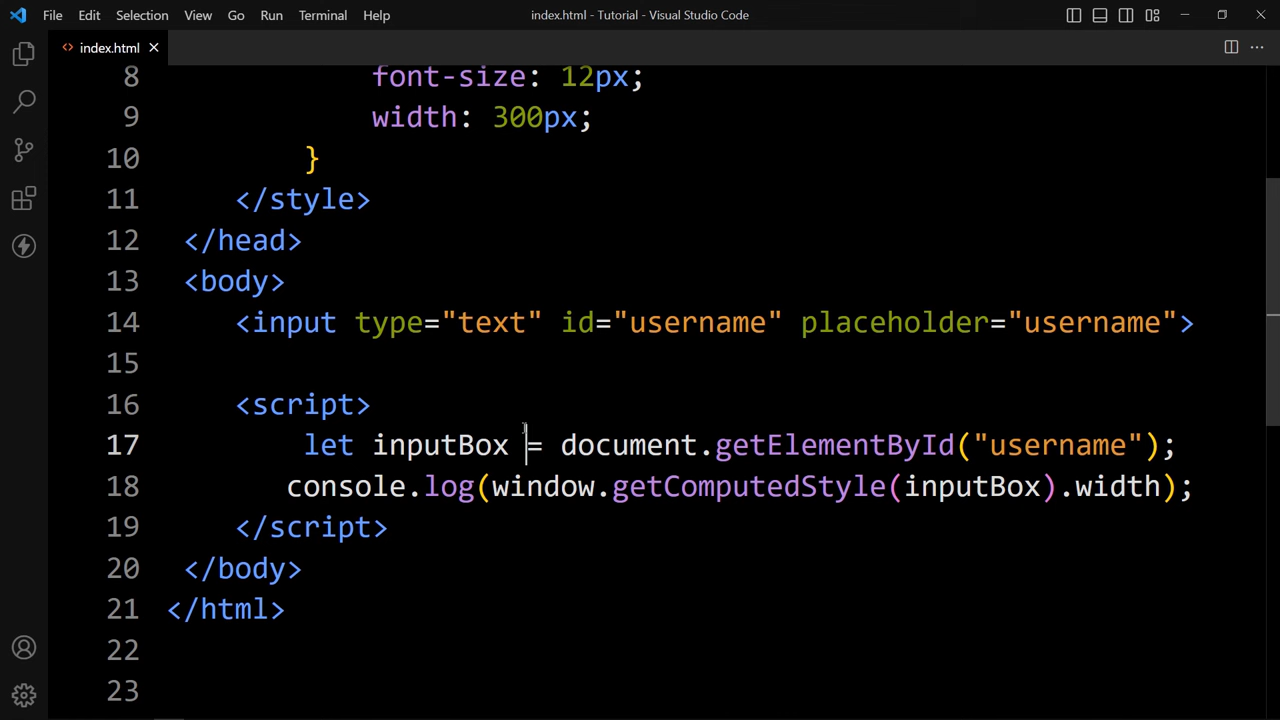 File Edit Selection View Go Run Terminal Help index.html - Tutorial - Visual Studio Code
<> index.html
8 font-size: 12px;
9 width: 300px;
10 }
11 </style>
12 </head>
13 <body>
14 <input type="text" id="username" placeholder="username">
15
16 <script>
17 let inputBox = document.getElementById("username");
18 console.log(window.getComputedStyle(inputBox).width);
19 </script>
20 </body>
21 </html>
22
23